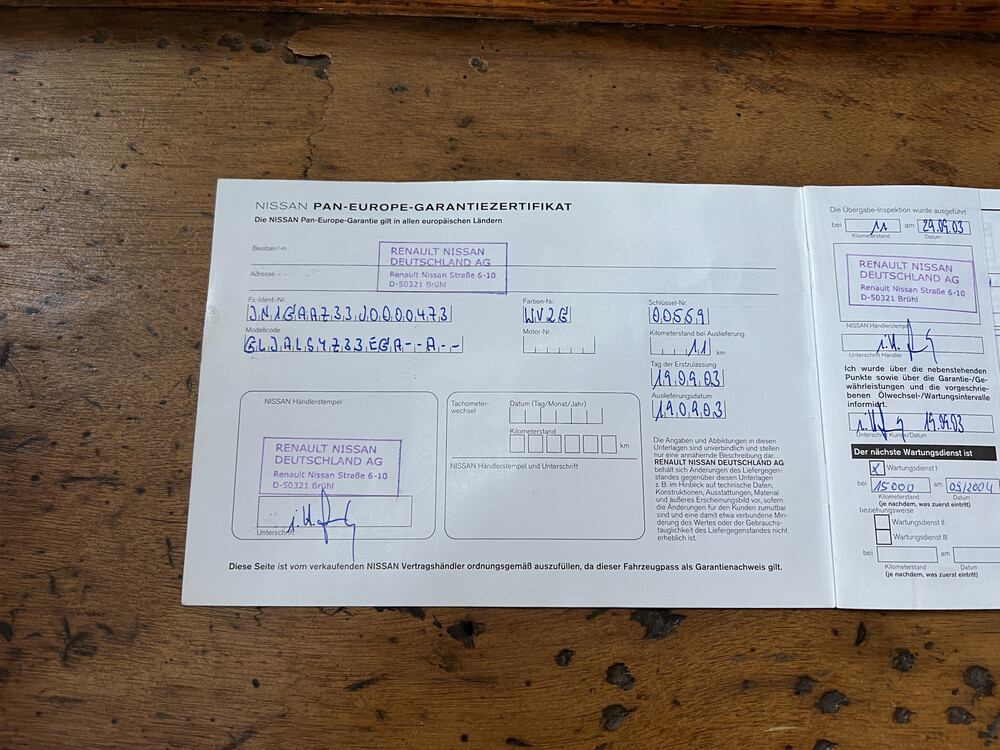 NISSAN PAN-EUROPE-GARANTIEZERTIFIKAT
Die NISSAN Pan-Europe-Garantie gilt in allen europäischen Ländern
Besitzer/-in
RENAULT NISSAN
DEUTSCHLAND AG
Renault Nissan Straße 6-10
D-50321 Brühl
Adresse
Fz-Ident.-Nr.
JN1GAAZ33J0000473
Farben-Nr.
WV2G
Schlüssel-Nr.
00559
Modellcode
GLJALS4Z33EGA--A--
Motor-Nr.
Kilometerstand bei Auslieferung
11 km
Tag der Erstzulassung
190903
Auslieferungsdatum
190903
NISSAN Händlerstempel
RENAULT NISSAN
DEUTSCHLAND AG
Renault Nissan Straße 6-10
D-50321 Brühl
Unterschrift
Tachometer-
wechsel
Datum (Tag/Monat/Jahr)
Kilometerstand
km
NISSAN Händlerstempel und Unterschrift
Die Angaben und Abbildungen in diesen
Unterlagen sind unverbindlich und stellen
nur eine annähernde Beschreibung dar.
RENAULT NISSAN DEUTSCHLAND AG
behält sich Änderungen des Liefergegen-
standes gegenüber diesen Unterlagen
z. B. im Hinblick auf technische Daten,
Konstruktionen, Ausstattungen, Material
und äußeres Erscheinungsbild vor, sofern
die Änderungen für den Kunden zumutbar
sind und eine damit etwa verbundene Min-
derung des Wertes oder der Gebrauchs-
tauglichkeit des Liefergegenstandes nicht
erheblich ist.
Diese Seite ist vom verkaufenden NISSAN Vertragshändler ordnungsgemäß auszufüllen, da dieser Fahrzeugpass als Garantienachweis gilt.
Die Übergabe-Inspektion wurde ausgeführt
bei 11 am 29.09.03
Kilometerstand Datum
RENAULT NISSAN
DEUTSCHLAND AG
Renault Nissan Straße 6-10
D-50321 Brühl
NISSAN Händlerstempel
Unterschrift Händler
Ich wurde über die nebenstehenden
Punkte sowie über die Garantie-/Ge-
währleistungen und die vorgeschrie-
benen Ölwechsel-/Wartungsintervalle
informiert.
19.09.03
Unterschrift Kunde/Datum
Der nächste Wartungsdienst ist
X Wartungsdienst I
bei 15000 am 09/2004
Kilometerstand Datum
(je nachdem, was zuerst eintritt)
beziehungsweise
Wartungsdienst II
Wartungsdienst III
bei am
Kilometerstand Datum
(je nachdem, was zuerst eintritt)